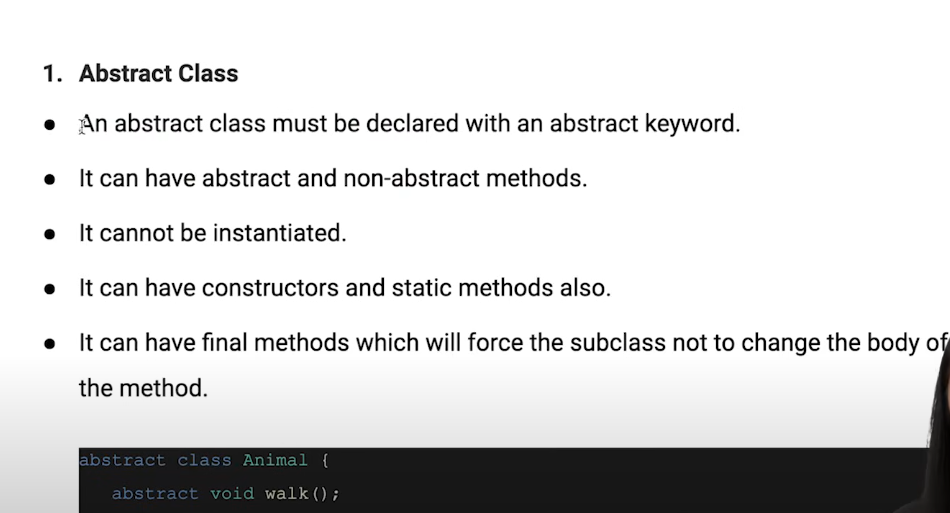 1. Abstract Class
● An abstract class must be declared with an abstract keyword.
● It can have abstract and non-abstract methods.
● It cannot be instantiated.
● It can have constructors and static methods also.
● It can have final methods which will force the subclass not to change the body of
the method.
abstract class Animal {
abstract void walk();